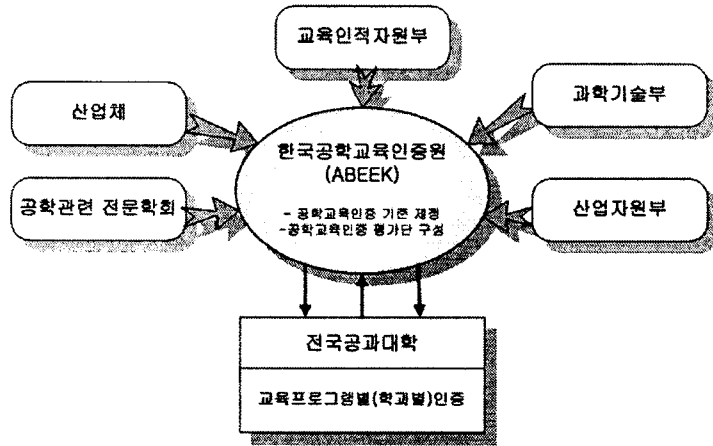 교육인적자원부
산업체
과학기술부
한국공학교육인증원
(ABEEK)
공학관련 전문학회
- 공학교육인증 기준 제정
-공학교육인증 평가단 구성
산업자원부
전국공과대학
교육프로그램별(학과별)인증